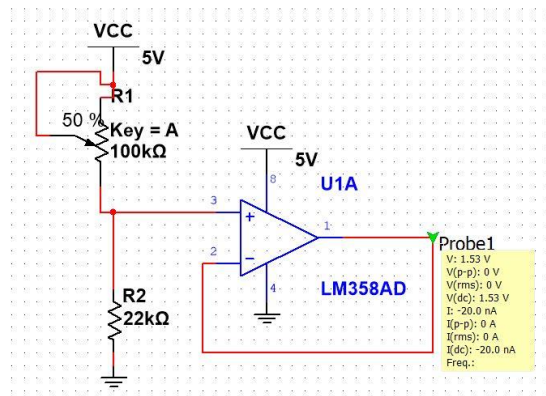 VCC
5V
R1
50 %
Key = A
100kΩ
VCC
5V
8
U1A
3
1
2
4
LM358AD
R2
22kΩ
Probe1
V: 1.53 V
V(p-p): 0 V
V(rms): 0 V
V(dc): 1.53 V
I: -20.0 nA
I(p-p): 0 A
I(rms): 0 A
I(dc): -20.0 nA
Freq.: